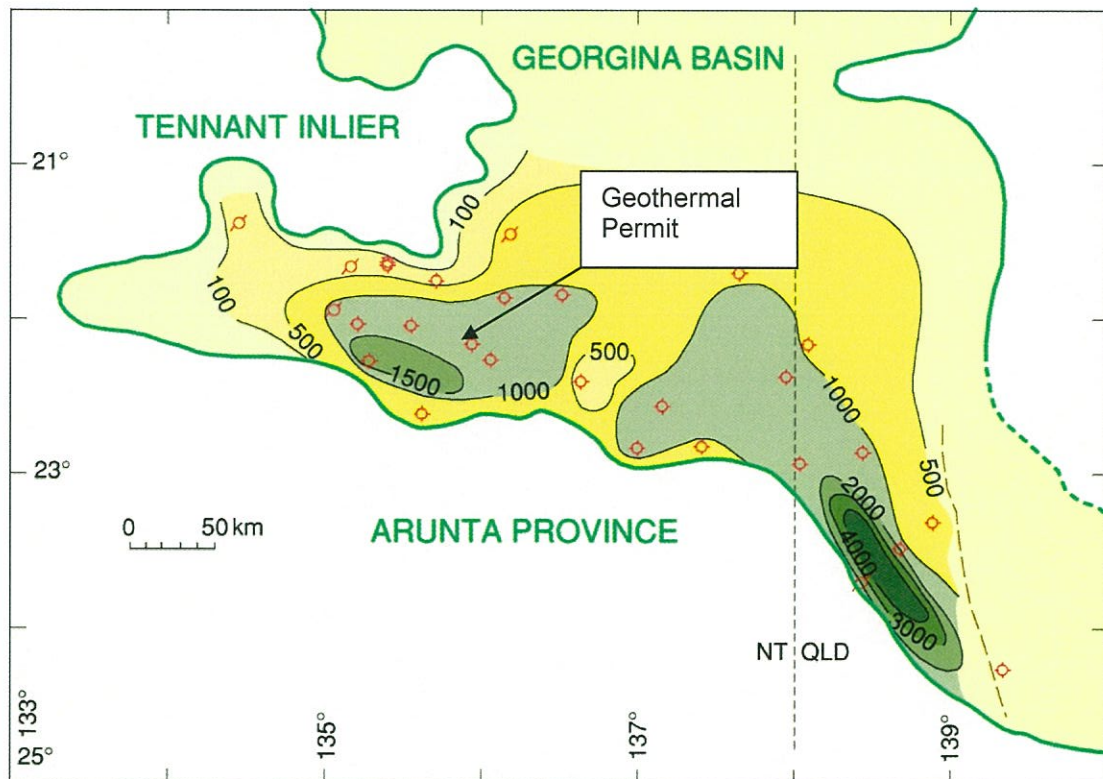 GEORGINA BASIN
TENNANT INLIER
21°
100
Geothermal
Permit
100
500
1500
1000
500
1000
23°
500
2000
0 50 km
ARUNTA PROVINCE
4000
3000
NT QLD
133°
25°
135°
137°
139°